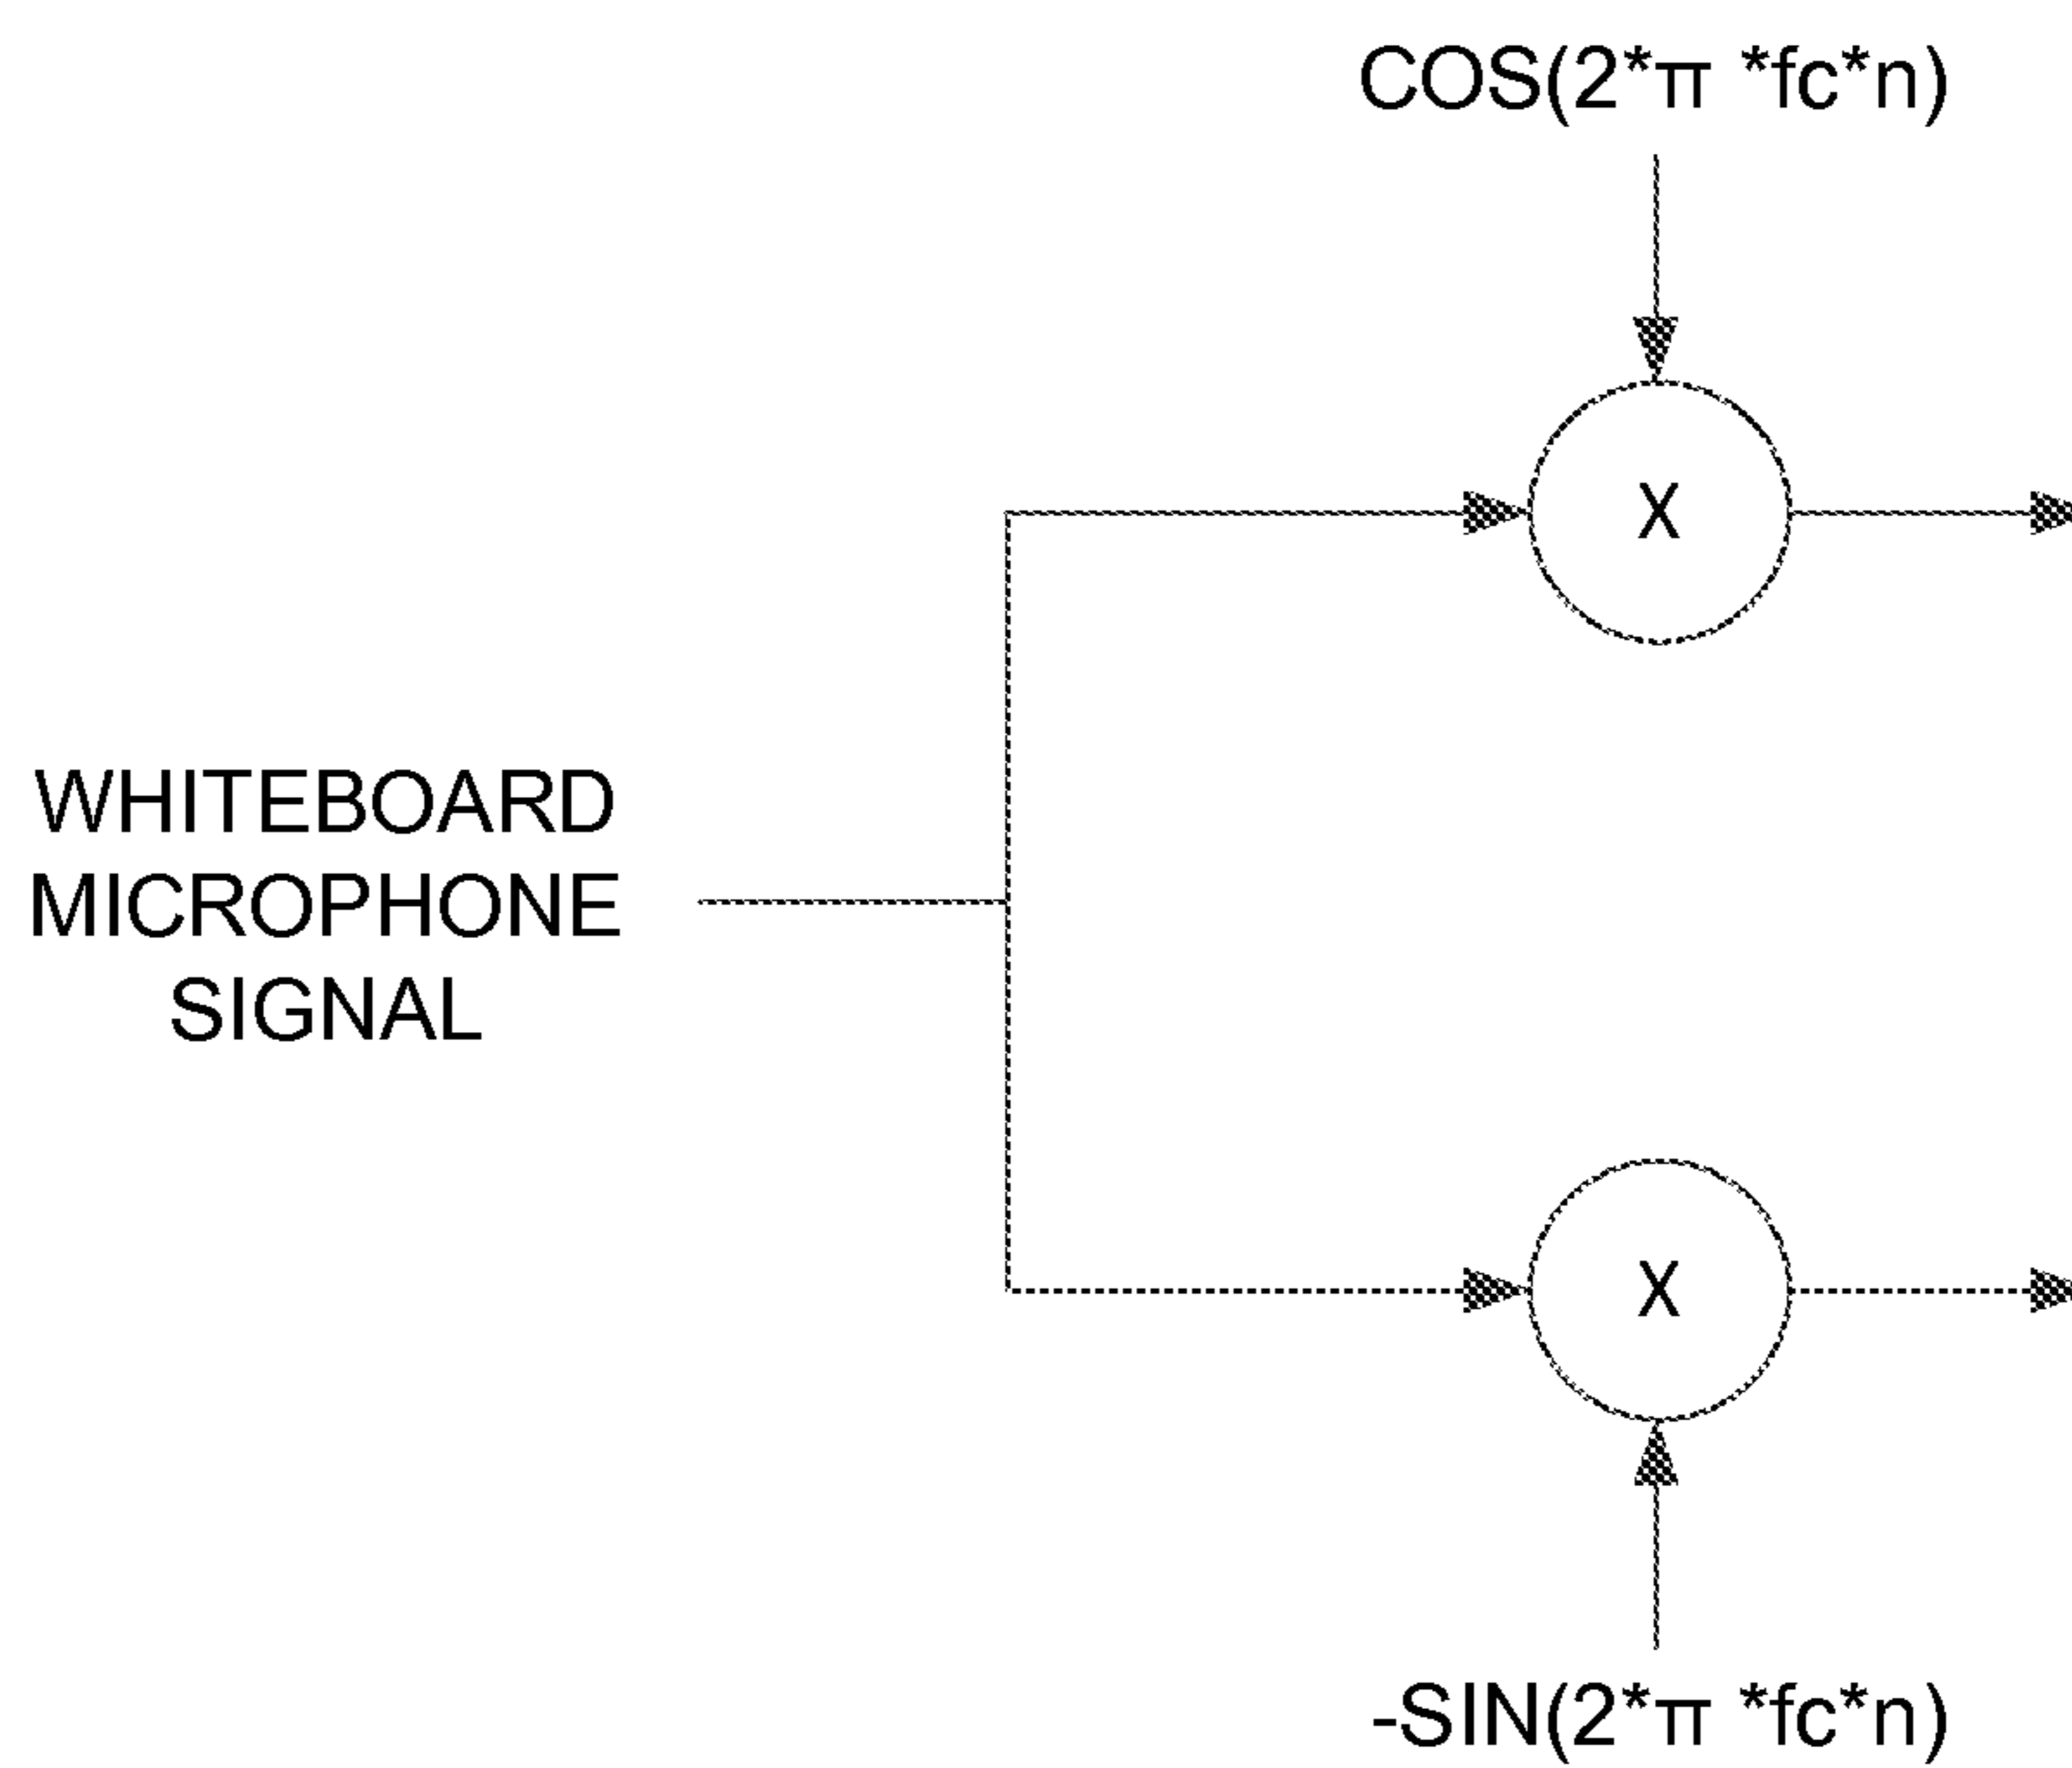 COS(2*π *fc*n)
X
WHITEBOARD
MICROPHONE
SIGNAL
X
-SIN(2*π *fc*n)